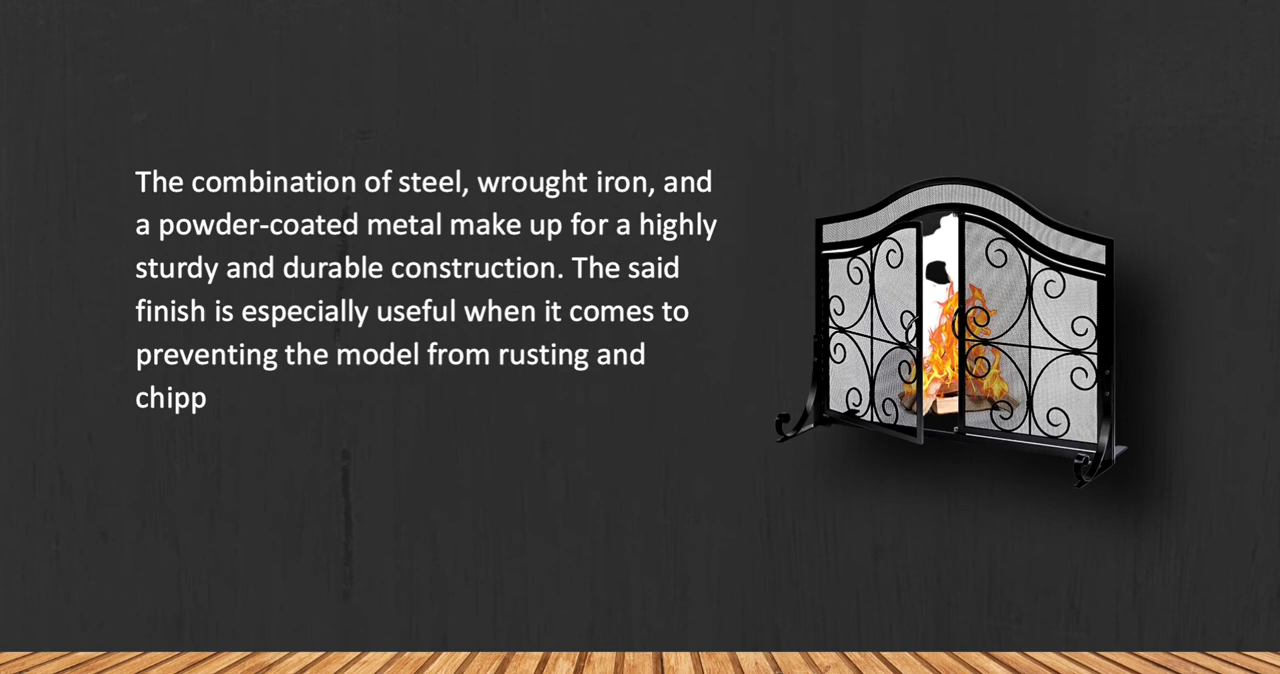 The combination of steel, wrought iron, and
a powder-coated metal make up for a highly
sturdy and durable construction. The said
finish is especially useful when it comes to
preventing the model from rusting and
chipp